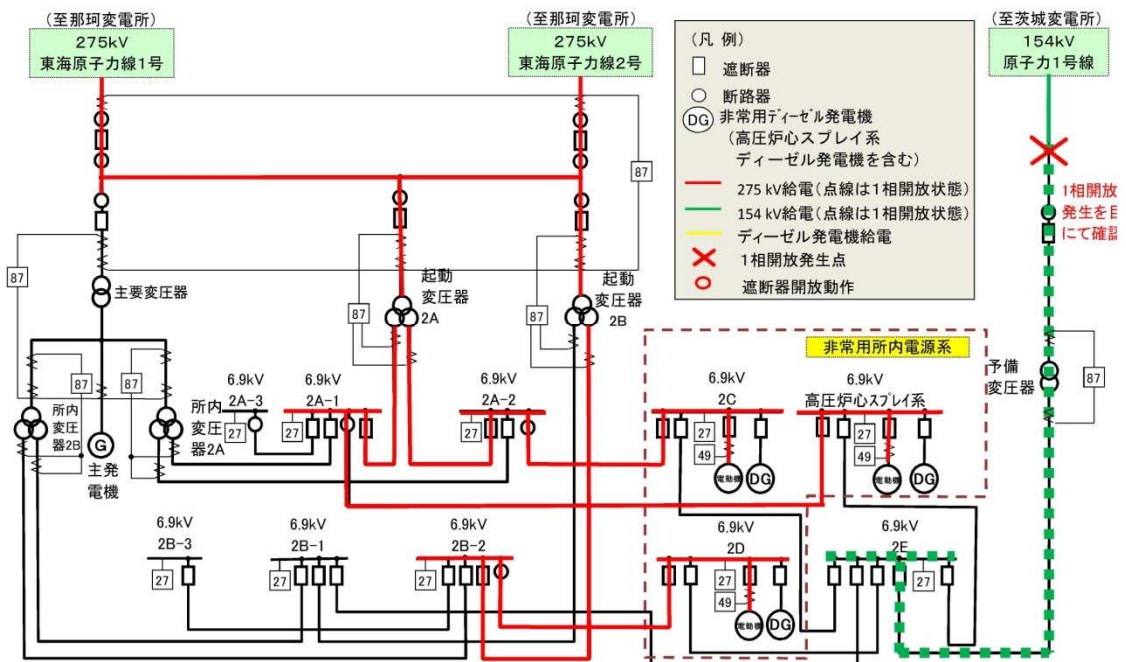 (至那珂変電所)
275kV
東海原子力線1号
(至那珂変電所)
275kV
東海原子力線2号
(至茨城変電所)
154kV
原子力1号線
(凡 例)
遮断器
断路器
DG
非常用ディーゼル発電機
(高圧炉心スプレイ系
ディーゼル発電機を含む)
275 kV給電(点線は1相開放状態)
154 kV給電(点線は1相開放状態)
ディーゼル発電機給電
1相開放発生点
遮断器開放動作
1相開放
発生を目
にて確認
87
87
主要変圧器
起動
変圧器
2A
87
起動
変圧器
2B
87
非常用所内電源系
予備
変圧器
87
87
87
所内
変圧
器2B
G
主発
電機
所内
変圧
器2A
6.9kV
2A-3
27
6.9kV
2A-1
27
6.9kV
2A-2
27
6.9kV
2C
27
49
電動機
DG
6.9kV
高圧炉心スプレイ系
27
49
電動機
DG
6.9kV
2B-3
27
6.9kV
2B-1
27
6.9kV
2B-2
27
6.9kV
2D
27
49
電動機
DG
6.9kV
2E
27